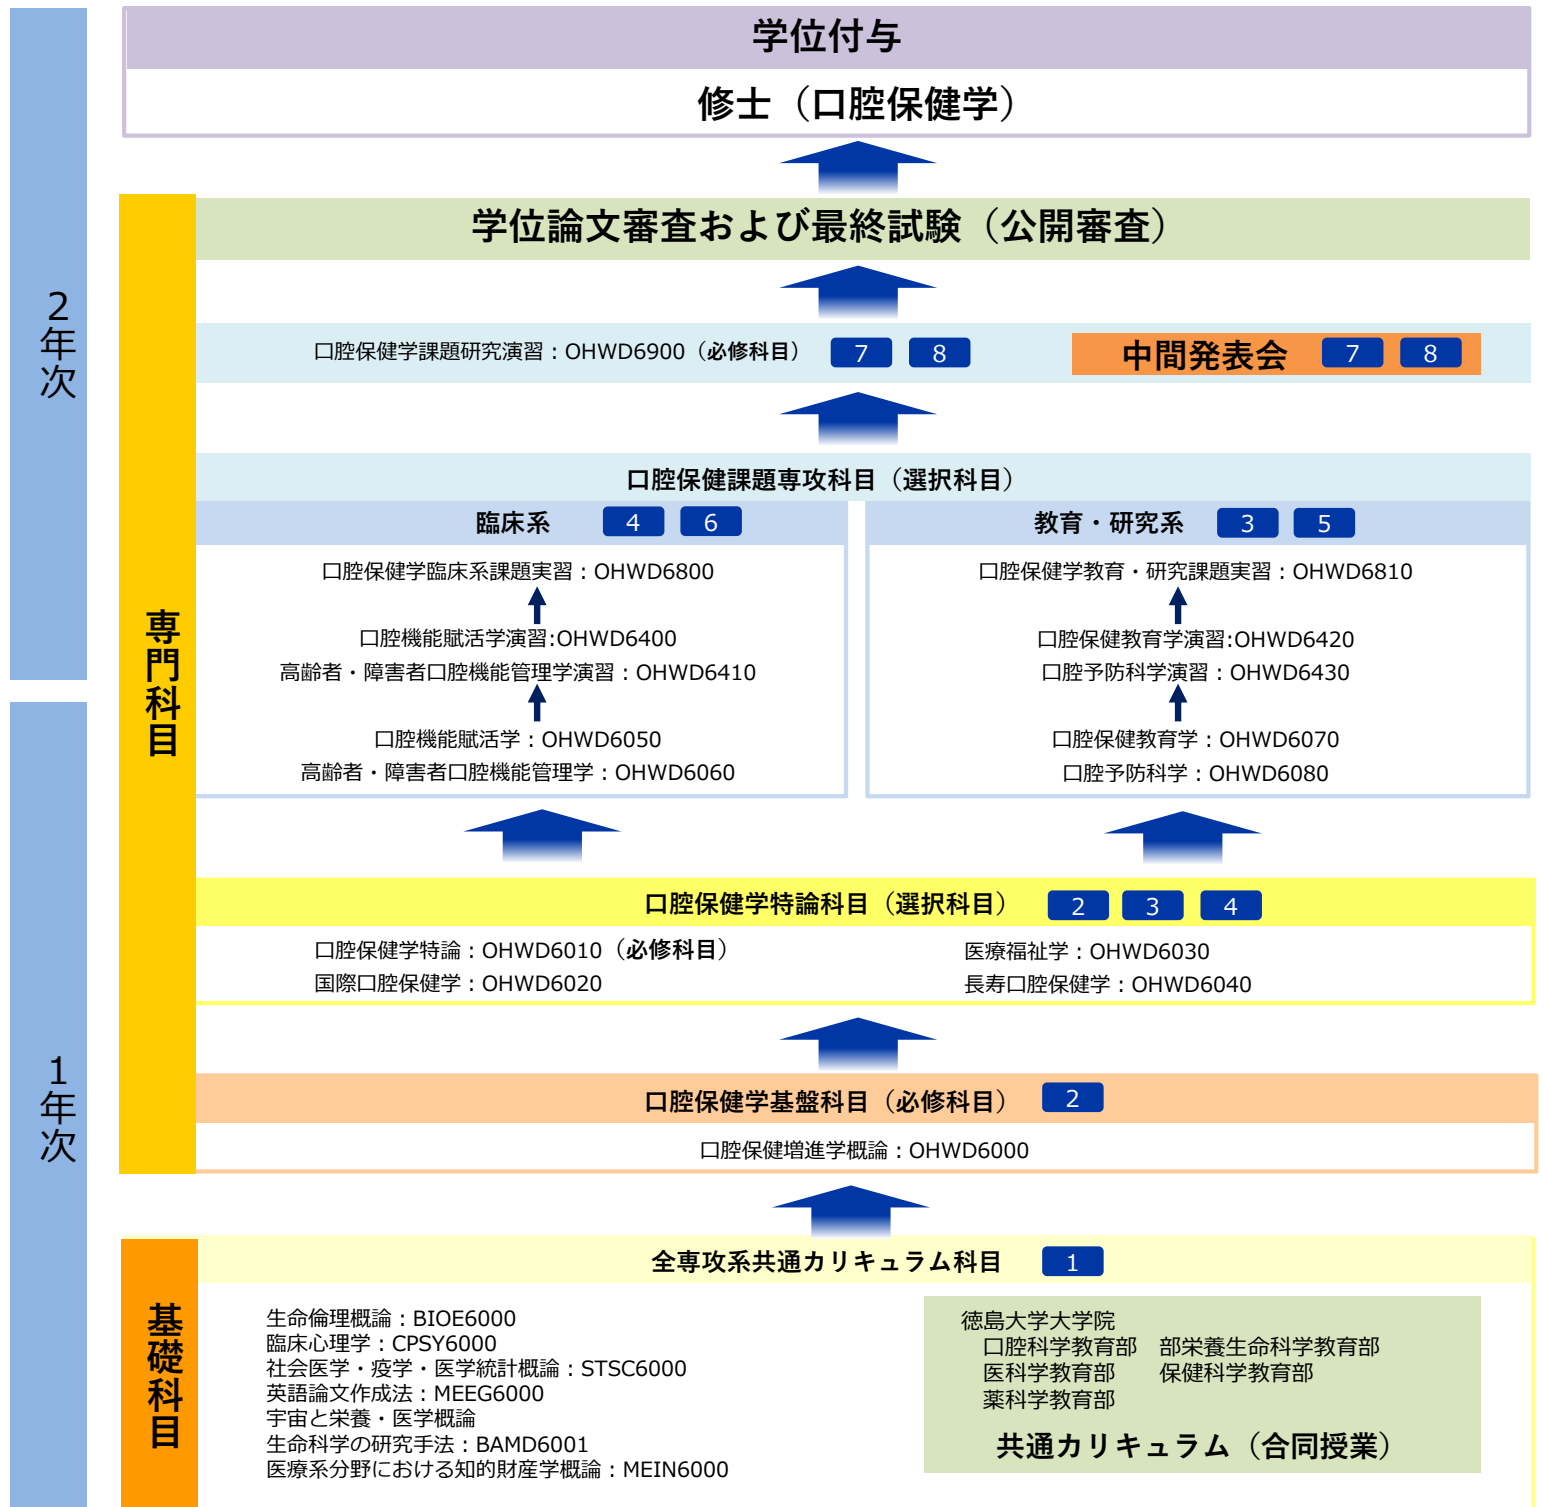 学位付与
修士（口腔保健学）
2年次
専門科目
学位論文審査および最終試験（公開審査）
口腔保健学課題研究演習：OHWD6900（必修科目） 7 8
中間発表会 7 8
口腔保健課題専攻科目（選択科目）
臨床系 4 6
口腔保健学臨床系課題実習：OHWD6800
口腔機能賦活学演習:OHWD6400
高齢者・障害者口腔機能管理学演習：OHWD6410
口腔機能賦活学：OHWD6050
高齢者・障害者口腔機能管理学：OHWD6060
教育・研究系 3 5
口腔保健学教育・研究課題実習：OHWD6810
口腔保健教育学演習:OHWD6420
口腔予防科学演習：OHWD6430
口腔保健教育学：OHWD6070
口腔予防科学：OHWD6080
1年次
口腔保健学特論科目（選択科目） 2 3 4
口腔保健学特論：OHWD6010（必修科目）
国際口腔保健学：OHWD6020
医療福祉学：OHWD6030
長寿口腔保健学：OHWD6040
口腔保健学基盤科目（必修科目） 2
口腔保健増進学概論：OHWD6000
基礎科目
全専攻系共通カリキュラム科目 1
生命倫理概論：BIOE6000
臨床心理学：CPSY6000
社会医学・疫学・医学統計概論：STSC6000
英語論文作成法：MEEG6000
宇宙と栄養・医学概論
生命科学の研究手法：BAMD6001
医療系分野における知的財産学概論：MEIN6000
徳島大学大学院
口腔科学教育部 部栄養生命科学教育部
医科学教育部 保健科学教育部
薬科学教育部
共通カリキュラム（合同授業）